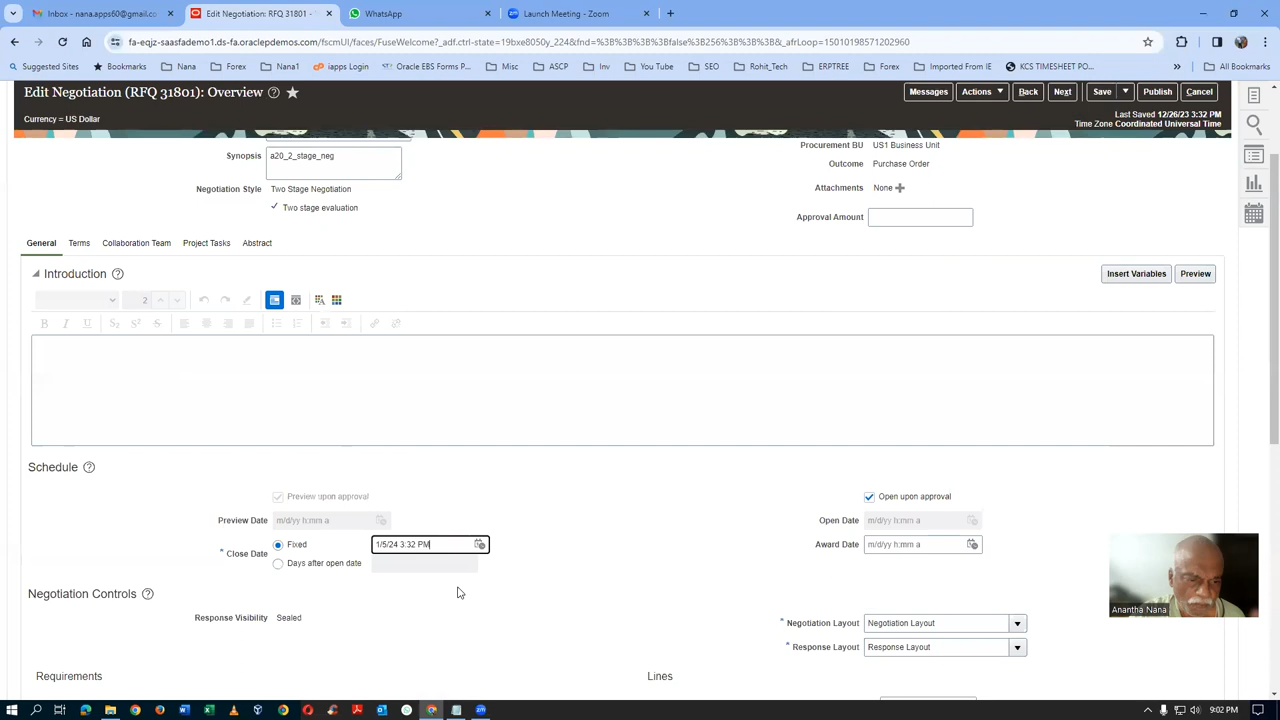 Inbox - nana.apps60@gmail.co
Edit Negotiation (RFQ 31801 :
WhatsApp
Launch Meeting - Zoom
fa-eqjz-saasfademo1.ds-fa.oraclepdemos.com/fscmUI/faces/FuseWelcome?_adf.ctrl-state=19bxe8050y_224&fnd=%3B%3B%3B%3Bfalse%3B256%3B%3B%3B&_afrLoop=15010198571202960
Suggested Sites
Bookmarks
Nana
Forex
Nana1
iapps Login
Oracle EBS Forms P...
Misc
ASCP
Inv
You Tube
SEO
Rohit_Tech
ERPTREE
Forex
Imported From IE
KCS TIMESHEET PO...
All Bookmarks
Edit Negotiation (RFQ 31801): Overview
Messages
Actions
Back
Next
Save
Publish
Cancel
Currency = US Dollar
Last Saved 12/26/23 3:32 PM
Time Zone Coordinated Universal Time
Synopsis a20_2_stage_neg
Procurement BU US1 Business Unit
Outcome Purchase Order
Negotiation Style Two Stage Negotiation
Attachments None
Two stage evaluation
Approval Amount
General Terms Collaboration Team Project Tasks Abstract
Introduction
Insert Variables
Preview
2
B I U S2 S2 S
Schedule
Preview upon approval
Open upon approval
Preview Date m/d/yy h:mm a
Open Date m/d/yy h:mm a
* Close Date
Fixed 1/5/24 3:32 PM
Award Date m/d/yy h:mm a
Days after open date
Negotiation Controls
Response Visibility Sealed
* Negotiation Layout Negotiation Layout
* Response Layout Response Layout
Anantha Nana
Requirements
Lines
9:02 PM